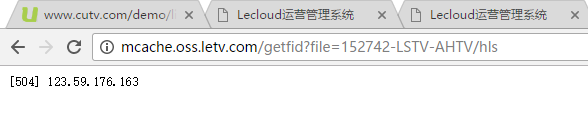 www.cutv.com/demo/l
Lecloud运营管理系统
Lecloud运营管理系统
mcache.oss.letv.com/getfid?file=152742-LSTV-AHTV/hls
[504] 123.59.176.163